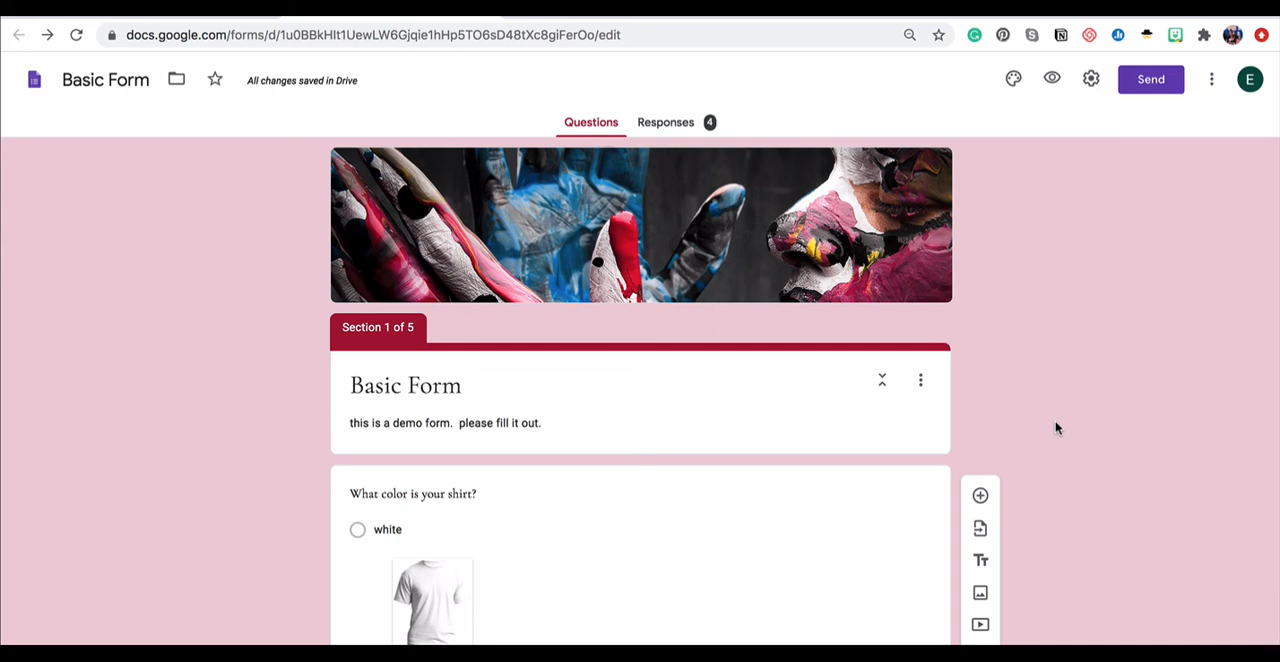 docs.google.com/forms/d/1u0BBkHlt1UewLW6Gjqie1hHp5TO6sD48tXc8giFerOo/edit
Basic Form
All changes saved in Drive
Send
E
Questions
Responses 4
Section 1 of 5
Basic Form
this is a demo form.  please fill it out.
What color is your shirt?
white
Tт